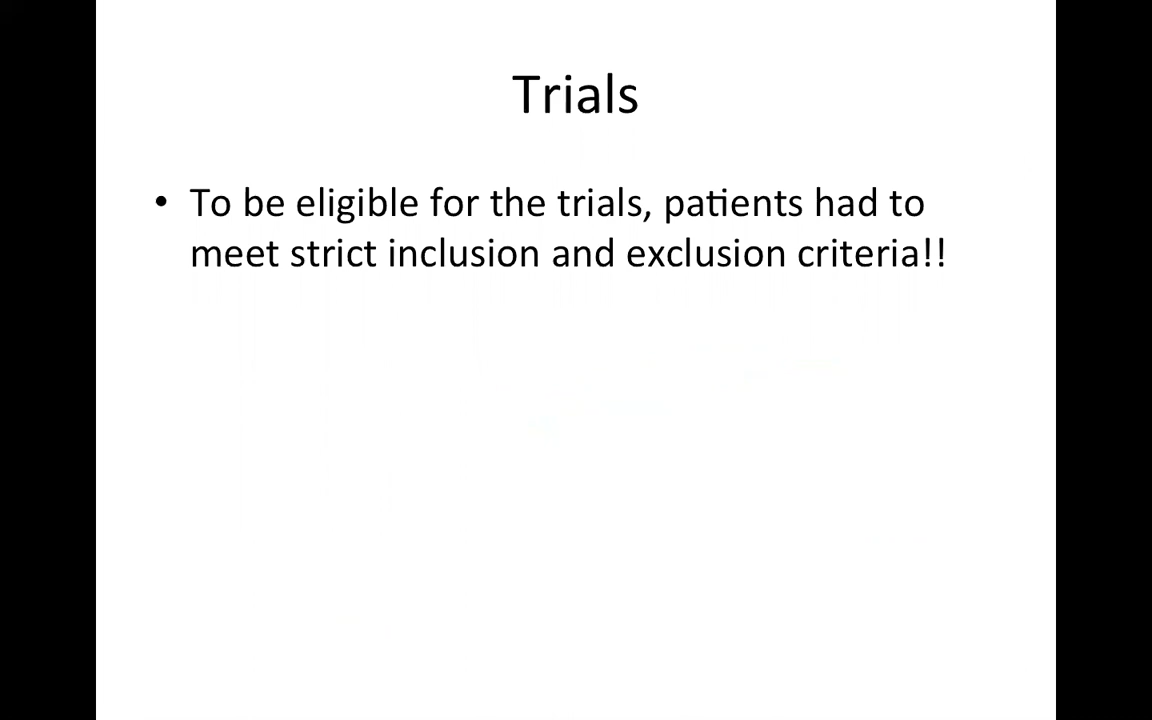 Trials
• To be eligible for the trials, patients had to
meet strict inclusion and exclusion criteria!!